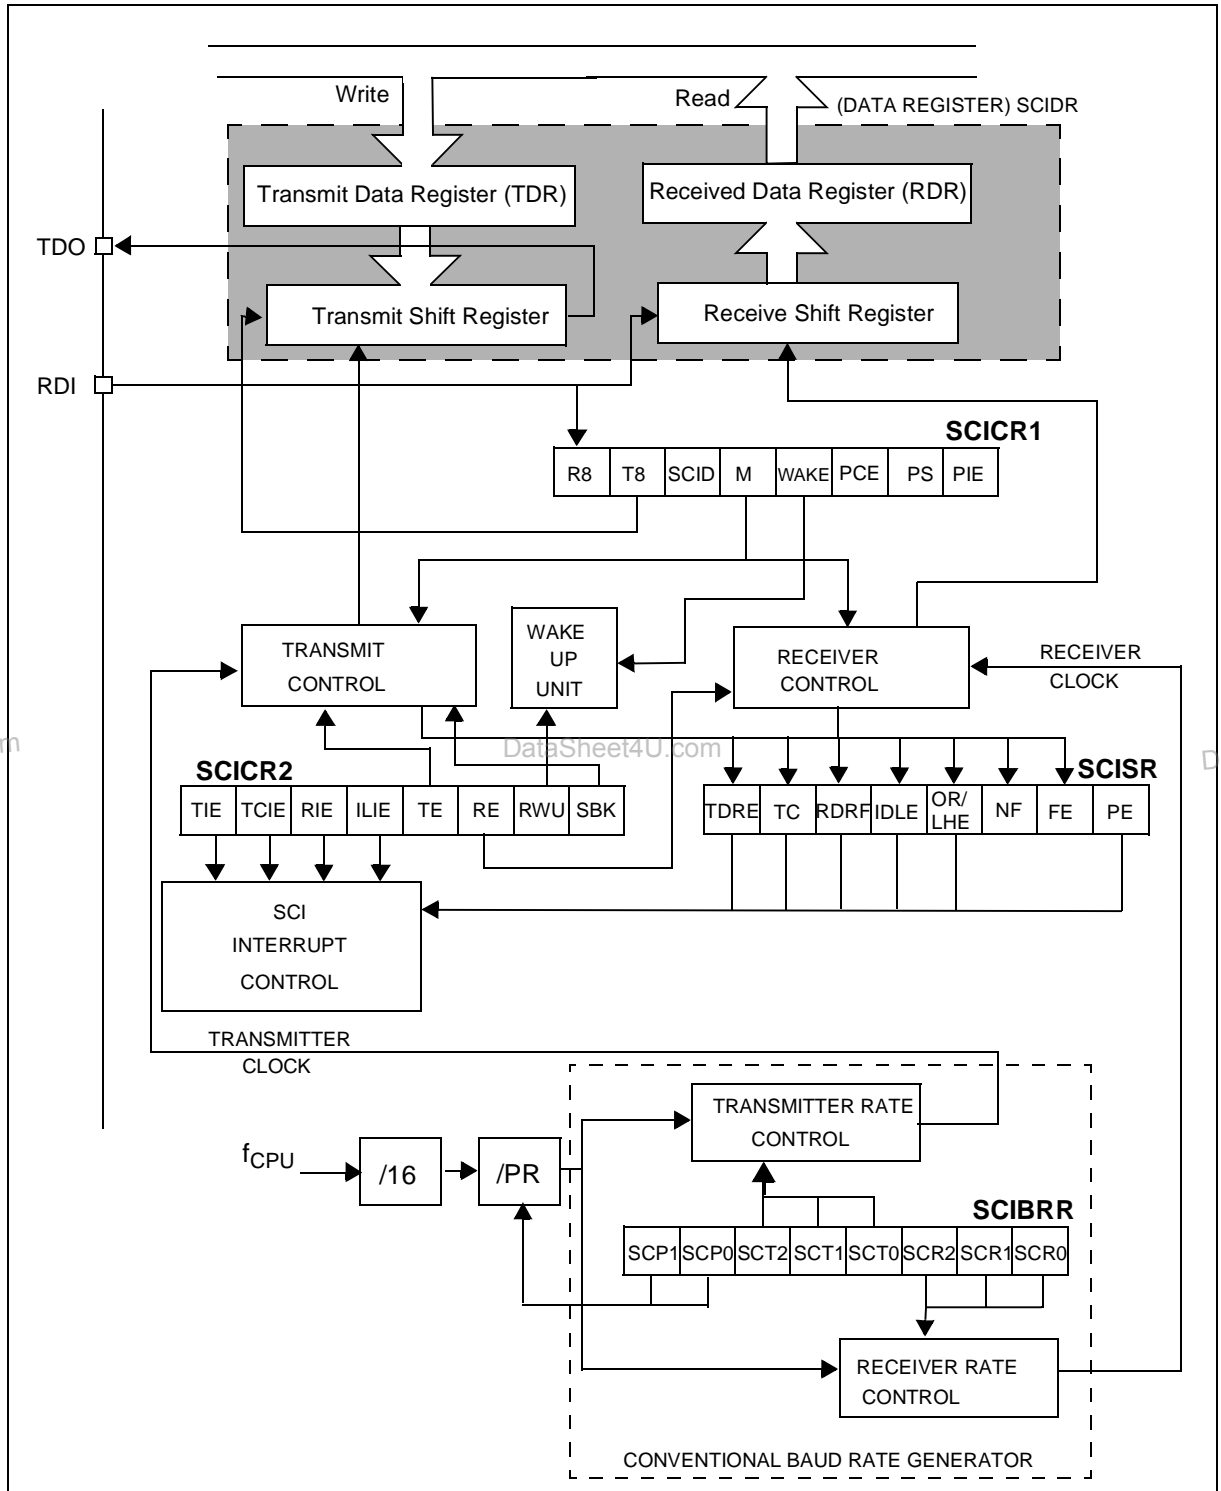 Write
Read
(DATA REGISTER) SCIDR
Transmit Data Register (TDR)
Received Data Register (RDR)
TDO
Transmit Shift Register
Receive Shift Register
RDI
SCICR1
R8 T8 SCID M WAKE PCE PS PIE
TRANSMIT
CONTROL
WAKE
UP
UNIT
RECEIVER
CONTROL
RECEIVER
CLOCK
DataSheet4U.com
SCICR2
SCISR
TIE TCIE RIE ILIE TE RE RWU SBK
TDRE TC RDRF IDLE OR/ NF FE PE
LHE
SCI
INTERRUPT
CONTROL
TRANSMITTER
CLOCK
TRANSMITTER RATE
CONTROL
fCPU
/16
/PR
SCIBRR
SCP1 SCP0 SCT2 SCT1 SCT0 SCR2 SCR1 SCR0
RECEIVER RATE
CONTROL
CONVENTIONAL BAUD RATE GENERATOR